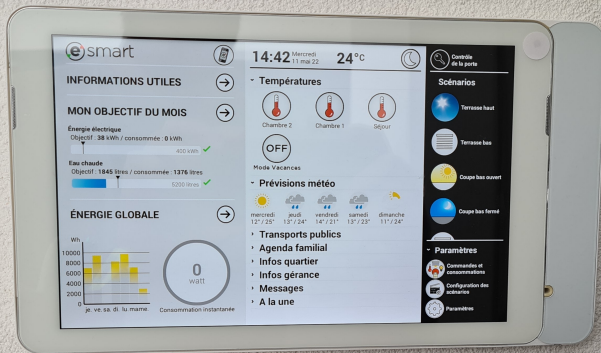 esmart
INFORMATIONS UTILES
MON OBJECTIF DU MOIS
Énergie électrique
Objectif : 38 kWh / consommée : 0 kWh
400 kWh
Eau chaude
Objectif : 1845 litres / consommée : 1376 litres
5200 litres
ÉNERGIE GLOBALE
Wh
10000
8000
6000
4000
2000
0
je. ve. sa. di. lu. ma. me.
0
watt
Consommation instantanée
14:42 Mercredi
11 mai 22
24°C
Températures
Chambre 2 Chambre 1 Séjour
OFF
Mode Vacances
Prévisions météo
mercredi jeudi vendredi samedi dimanche
12° / 25° 13° / 24° 14° / 21° 13° / 23° 11° / 24°
Transports publics
Agenda familial
Infos quartier
Infos gérance
Messages
A la une
Contrôle
de la porte
Scénarios
Terrasse haut
Terrasse bas
Coupe bas ouvert
Coupe bas fermé
Paramètres
Commandes et
consommations
Configuration des
scénarios
Paramètres